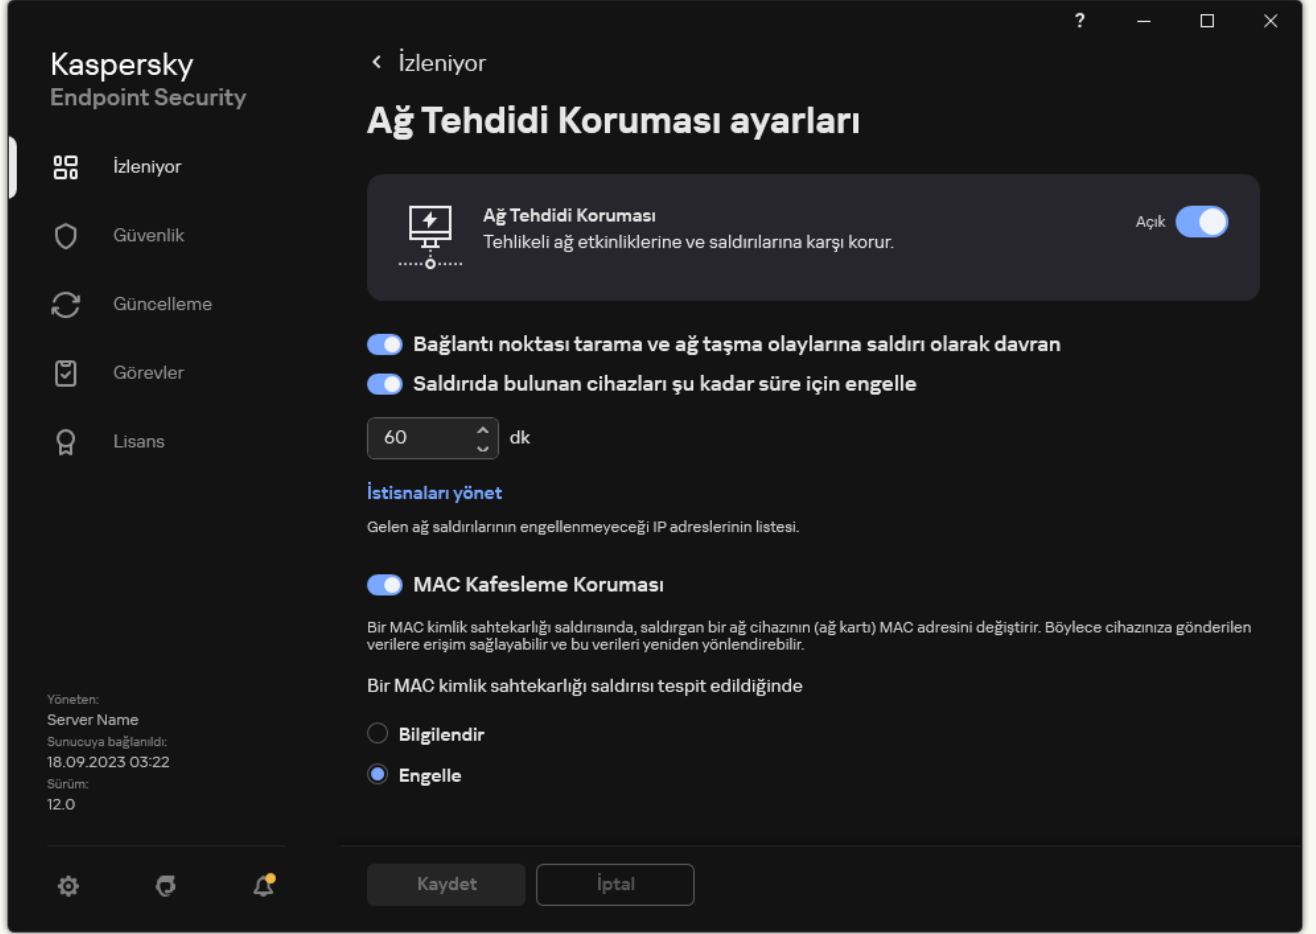 ?
Kaspersky
Endpoint Security
İzleniyor
Güvenlik
Güncelleme
Görevler
Lisans
Yöneten:
Server Name
Sunucuya bağlanıldı:
18.09.2023 03:22
Sürüm:
12.0
İzleniyor
Ağ Tehdidi Koruması ayarları
Ağ Tehdidi Koruması
Tehlikeli ağ etkinliklerine ve saldırılarına karşı korur.
Açık
Bağlantı noktası tarama ve ağ taşma olaylarına saldırı olarak davran
Saldırıda bulunan cihazları şu kadar süre için engelle
60 dk
İstisnaları yönet
Gelen ağ saldırılarının engellenmeyeceği IP adreslerinin listesi.
MAC Kafesleme Koruması
Bir MAC kimlik sahtekarlığı saldırısında, saldırgan bir ağ cihazının (ağ kartı) MAC adresini değiştirir. Böylece cihazınıza gönderilen
verilere erişim sağlayabilir ve bu verileri yeniden yönlendirebilir.
Bir MAC kimlik sahtekarlığı saldırısı tespit edildiğinde
Bilgilendir
Engelle
Kaydet
İptal